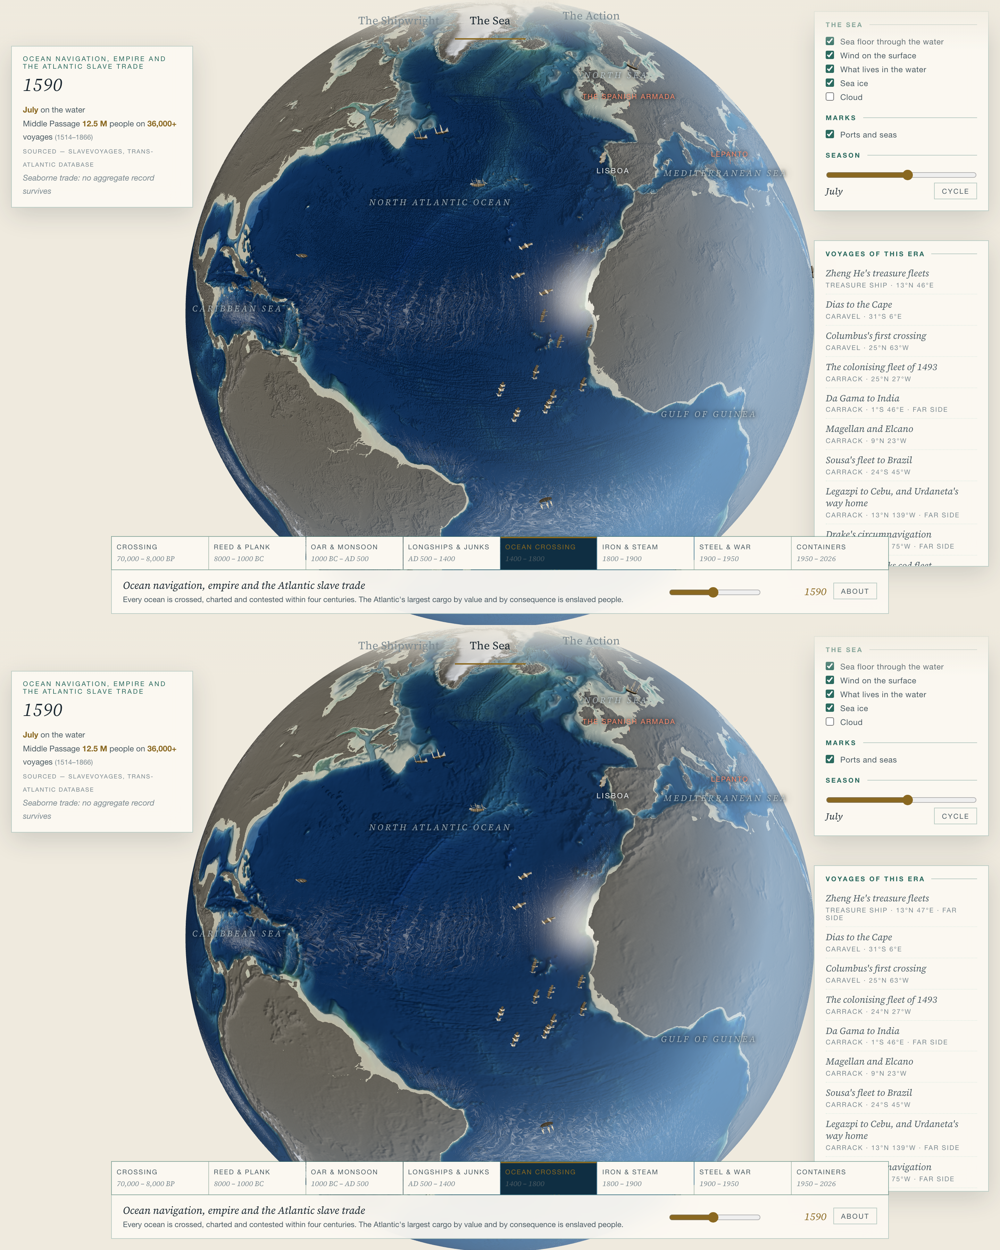 The Shipwright
The Sea
The Action
OCEAN NAVIGATION, EMPIRE AND
THE ATLANTIC SLAVE TRADE
1590
July on the water
Middle Passage 12.5 M people on 36,000+
voyages (1514–1866)
SOURCED — SLAVEVOYAGES, TRANS-
ATLANTIC DATABASE
Seaborne trade: no aggregate record
survives
NORTH SEA
THE SPANISH ARMADA
LEPANTO
LISBOA
MEDITERRANEAN SEA
NORTH ATLANTIC OCEAN
CARIBBEAN SEA
GULF OF GUINEA
THE SEA
Sea floor through the water
Wind on the surface
What lives in the water
Sea ice
Cloud
MARKS
Ports and seas
SEASON
July
CYCLE
VOYAGES OF THIS ERA
Zheng He's treasure fleets
TREASURE SHIP · 13°N 46°E
Dias to the Cape
CARAVEL · 31°S 6°E
Columbus's first crossing
CARAVEL · 25°N 63°W
The colonising fleet of 1493
CARRACK · 25°N 27°W
Da Gama to India
CARRACK · 1°S 46°E · FAR SIDE
Magellan and Elcano
CARRACK · 9°N 23°W
Sousa's fleet to Brazil
CARRACK · 24°S 45°W
Legazpi to Cebu, and Urdaneta's
way home
CARRACK · 13°N 139°W · FAR SIDE
Drake's circumnavigation
75°W · FAR SIDE
cod fleet
CROSSING
70,000 – 8,000 BP
REED & PLANK
8000 – 1000 BC
OAR & MONSOON
1000 BC – AD 500
LONGSHIPS & JUNKS
AD 500 – 1400
OCEAN CROSSING
1400 – 1800
IRON & STEAM
1800 – 1900
STEEL & WAR
1900 – 1950
CONTAINERS
1950 – 2026
Ocean navigation, empire and the Atlantic slave trade
Every ocean is crossed, charted and contested within four centuries. The Atlantic's largest cargo by value and by consequence is enslaved people.
1590
ABOUT
The Shipwright
The Sea
The Action
OCEAN NAVIGATION, EMPIRE AND
THE ATLANTIC SLAVE TRADE
1590
July on the water
Middle Passage 12.5 M people on 36,000+
voyages (1514–1866)
SOURCED — SLAVEVOYAGES, TRANS-
ATLANTIC DATABASE
Seaborne trade: no aggregate record
survives
NORTH SEA
THE SPANISH ARMADA
LEPANTO
LISBOA
MEDITERRANEAN SEA
NORTH ATLANTIC OCEAN
CARIBBEAN SEA
GULF OF GUINEA
THE SEA
Sea floor through the water
Wind on the surface
What lives in the water
Sea ice
Cloud
MARKS
Ports and seas
SEASON
July
CYCLE
VOYAGES OF THIS ERA
Zheng He's treasure fleets
TREASURE SHIP · 13°N 47°E · FAR
SIDE
Dias to the Cape
CARAVEL · 31°S 6°E
Columbus's first crossing
CARAVEL · 25°N 63°W
The colonising fleet of 1493
CARRACK · 24°N 27°W
Da Gama to India
CARRACK · 1°S 46°E · FAR SIDE
Magellan and Elcano
CARRACK · 9°N 23°W
Sousa's fleet to Brazil
CARRACK · 24°S 45°W
Legazpi to Cebu, and Urdaneta's
way home
CARRACK · 13°N 139°W · FAR SIDE
navigation
75°W · FAR SIDE
CROSSING
70,000 – 8,000 BP
REED & PLANK
8000 – 1000 BC
OAR & MONSOON
1000 BC – AD 500
LONGSHIPS & JUNKS
AD 500 – 1400
OCEAN CROSSING
1400 – 1800
IRON & STEAM
1800 – 1900
STEEL & WAR
1900 – 1950
CONTAINERS
1950 – 2026
Ocean navigation, empire and the Atlantic slave trade
Every ocean is crossed, charted and contested within four centuries. The Atlantic's largest cargo by value and by consequence is enslaved people.
1590
ABOUT